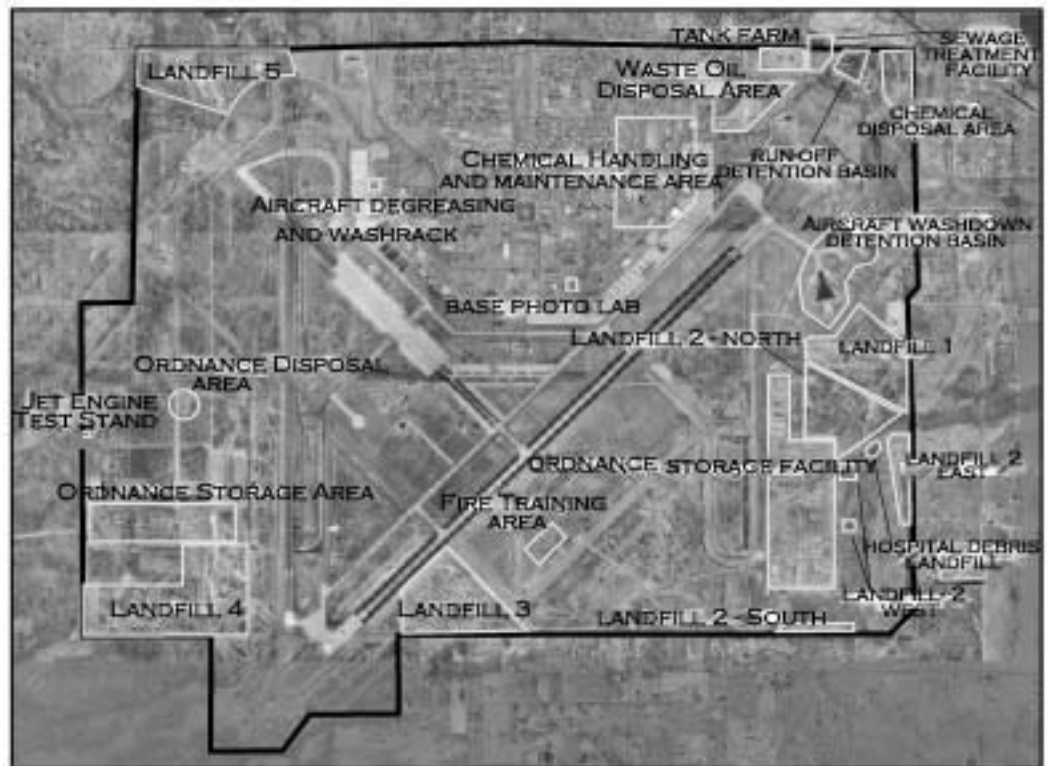 TANK FARM
SEWAGE
TREATMENT
FACILITY
LANDFILL 5
WASTE OIL
DISPOSAL AREA
CHEMICAL
DISPOSAL AREA
RUN-OFF
DETENTION BASIN
CHEMICAL HANDLING
AND MAINTENANCE AREA
AIRCRAFT DEGREASING
AND WASHRACK
AIRCRAFT WASHDOWN
DETENTION BASIN
BASE PHOTO LAB
LANDFILL 2 - NORTH
LANDFILL 1
ORDNANCE DISPOSAL
AREA
JET ENGINE
TEST STAND
ORDNANCE STORAGE FACILITY
LANDFILL 2
EAST
ORDNANCE STORAGE AREA
FIRE TRAINING
AREA
HOSPITAL DEBRIS
LANDFILL
LANDFILL 2
WEST
LANDFILL 4
LANDFILL 3
LANDFILL 2 - SOUTH